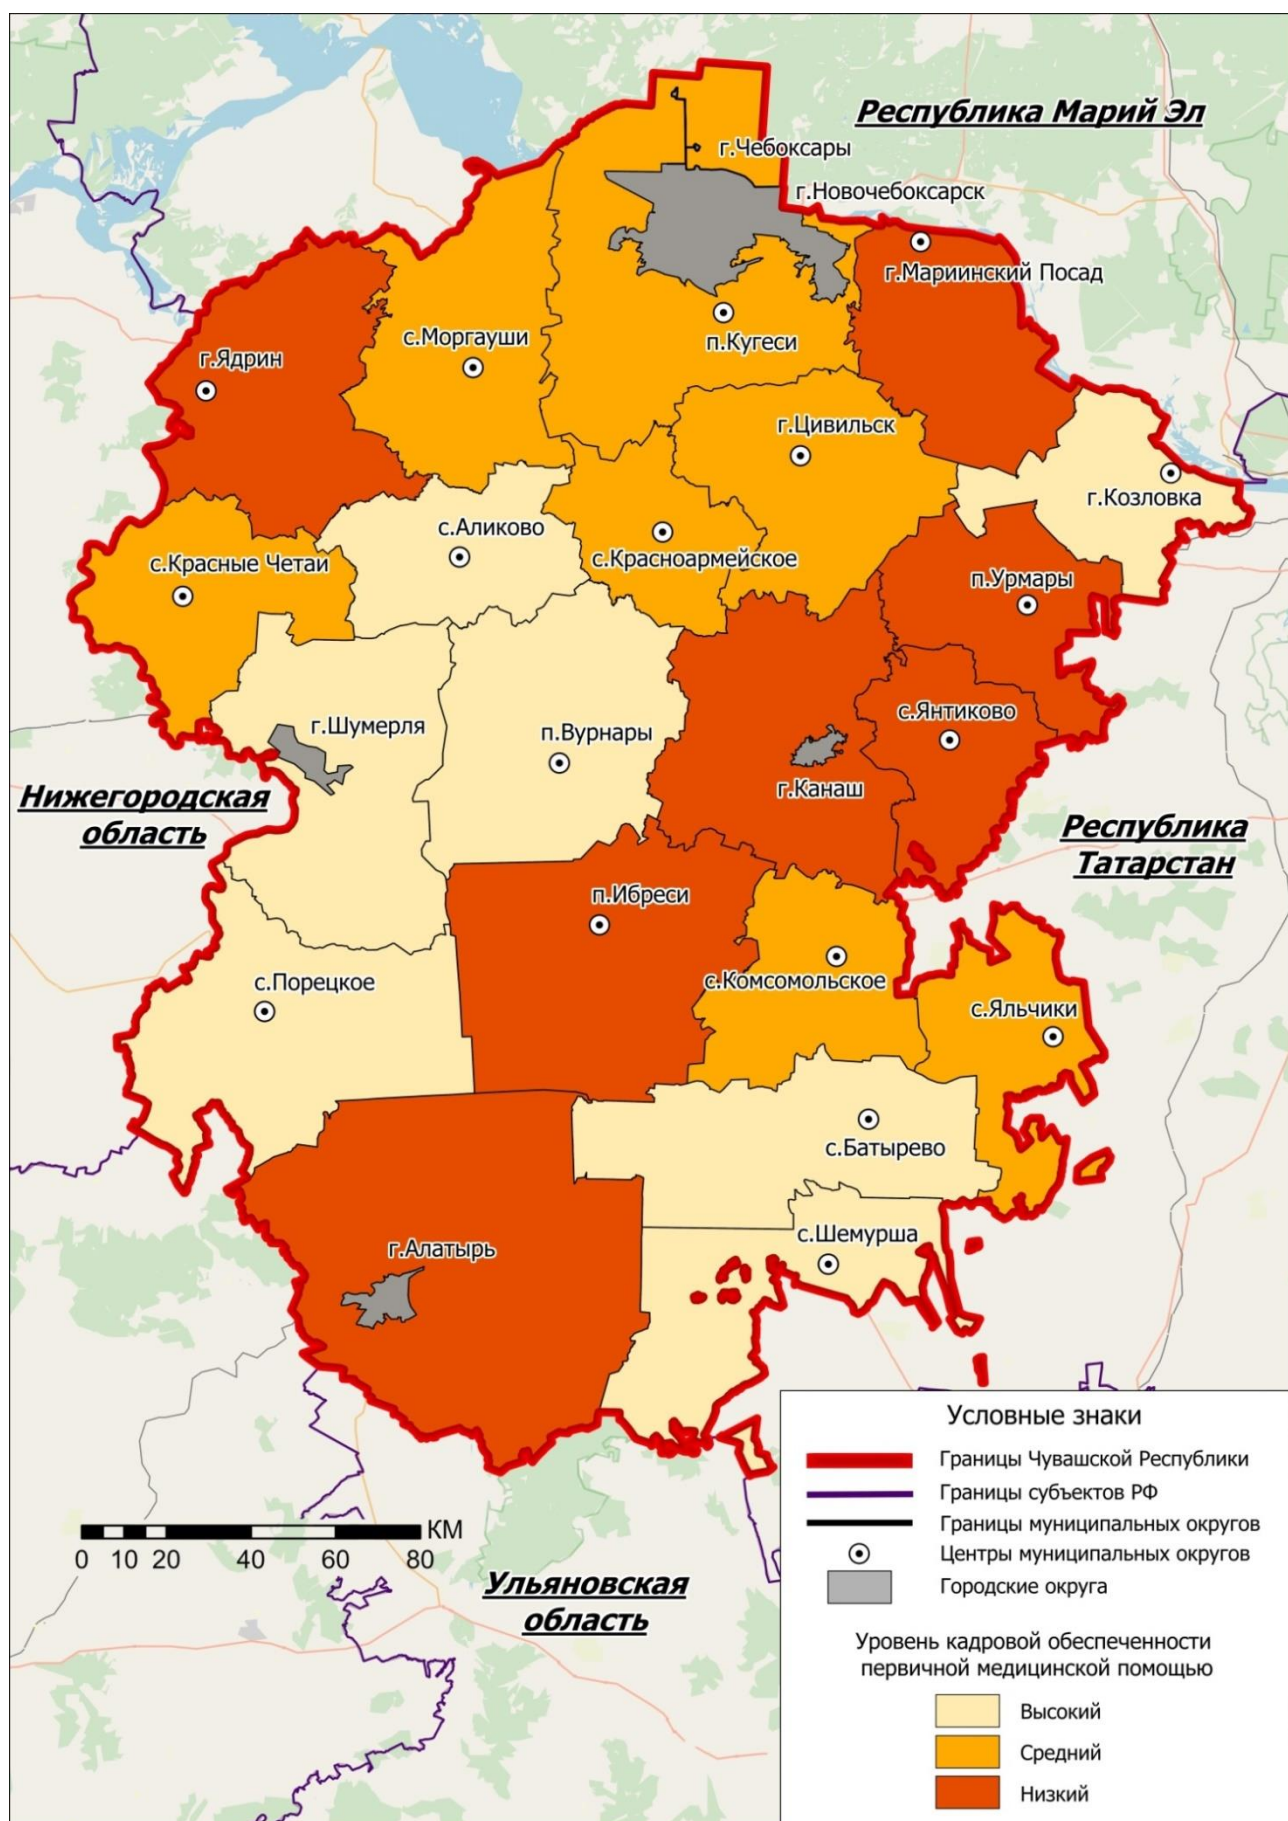 Республика Марий Эл
г.Чебоксары
г.Новочебоксарск
г.Мариинский Посад
п.Кугеси
с.Моргауши
г.Ядрин
г.Цивильск
г.Козловка
с.Аликово
с.Красноармейское
с.Красные Четаи
п.Урмары
с.Янтиково
г.Шумерля
п.Вурнары
г.Канаш
Нижегородская
область
Республика
Татарстан
п.Ибреси
с.Комсомольское
с.Порецкое
с.Яльчики
с.Батырево
с.Шемурша
г.Алатырь
Условные знаки
Границы Чувашской Республики
Границы субъектов РФ
Границы муниципальных округов
Центры муниципальных округов
Городские округа
Уровень кадровой обеспеченности
первичной медицинской помощью
Высокий
Средний
Низкий
КМ
0 10 20 40 60 80
Ульяновская
область